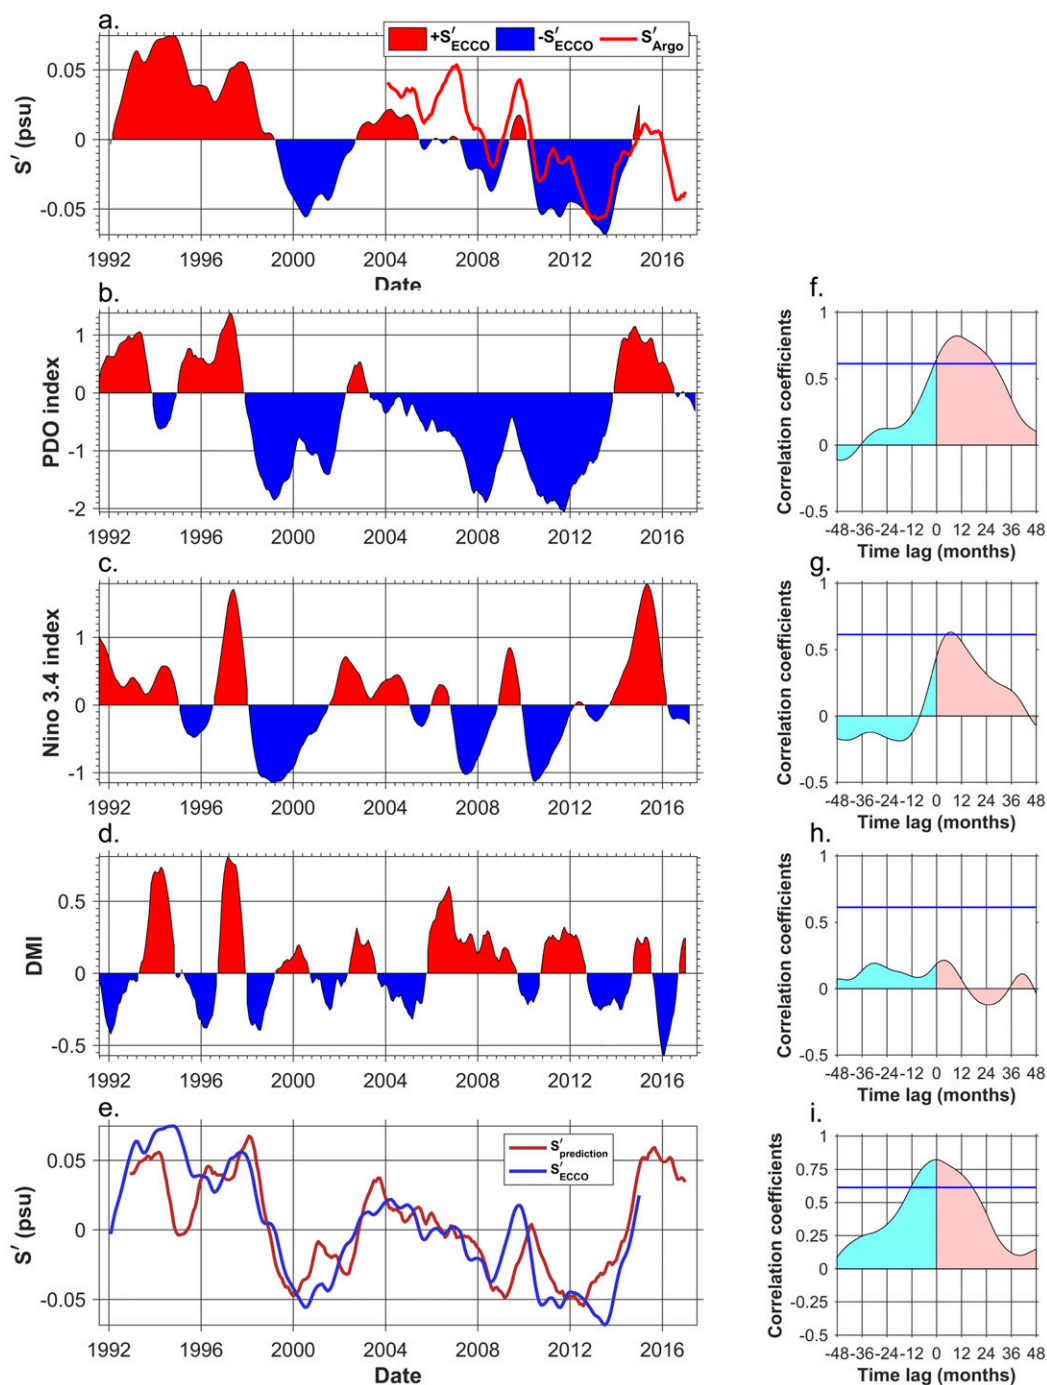 a.
+S′ECCO -S′ECCO S′Argo
S′ (psu)
0.05
0
-0.05
1992 1996 2000 2004 2008 2012 2016
Date
b.
PDO index
1
0
-1
-2
1992 1996 2000 2004 2008 2012 2016
f.
Correlation coefficients
1
0.5
0
-0.5
-48 -36 -24 -12 0 12 24 36 48
Time lag (months)
c.
Nino 3.4 index
1
0
-1
1992 1996 2000 2004 2008 2012 2016
g.
Correlation coefficients
1
0.5
0
-0.5
-48 -36 -24 -12 0 12 24 36 48
Time lag (months)
d.
DMI
0.5
0
-0.5
1992 1996 2000 2004 2008 2012 2016
h.
Correlation coefficients
1
0.5
0
-0.5
-48 -36 -24 -12 0 12 24 36 48
Time lag (months)
e.
S′prediction
S′ECCO
S′ (psu)
0.05
0
-0.05
1992 1996 2000 2004 2008 2012 2016
Date
i.
Correlation coefficients
1
0.75
0.5
0.25
0
-0.25
-0.5
-48 -36 -24 -12 0 12 24 36 48
Time lag (months)